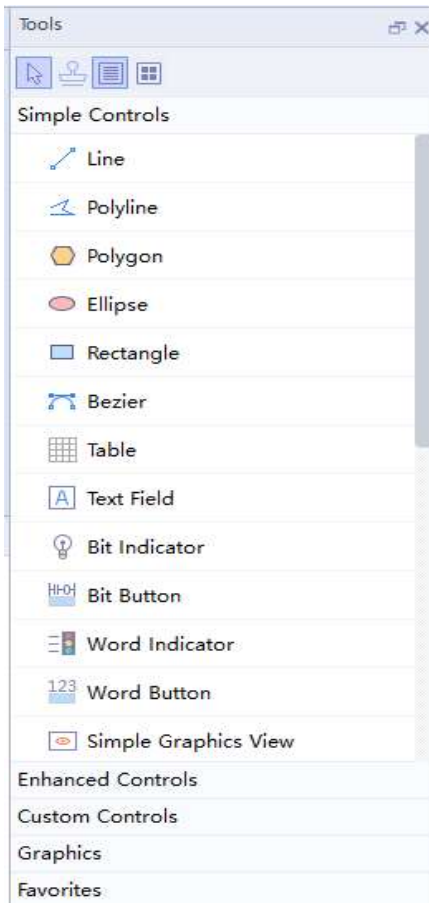 Tools
Simple Controls
Line
Polyline
Polygon
Ellipse
Rectangle
Bezier
Table
A Text Field
Bit Indicator
Bit Button
Word Indicator
123 Word Button
Simple Graphics View
Enhanced Controls
Custom Controls
Graphics
Favorites